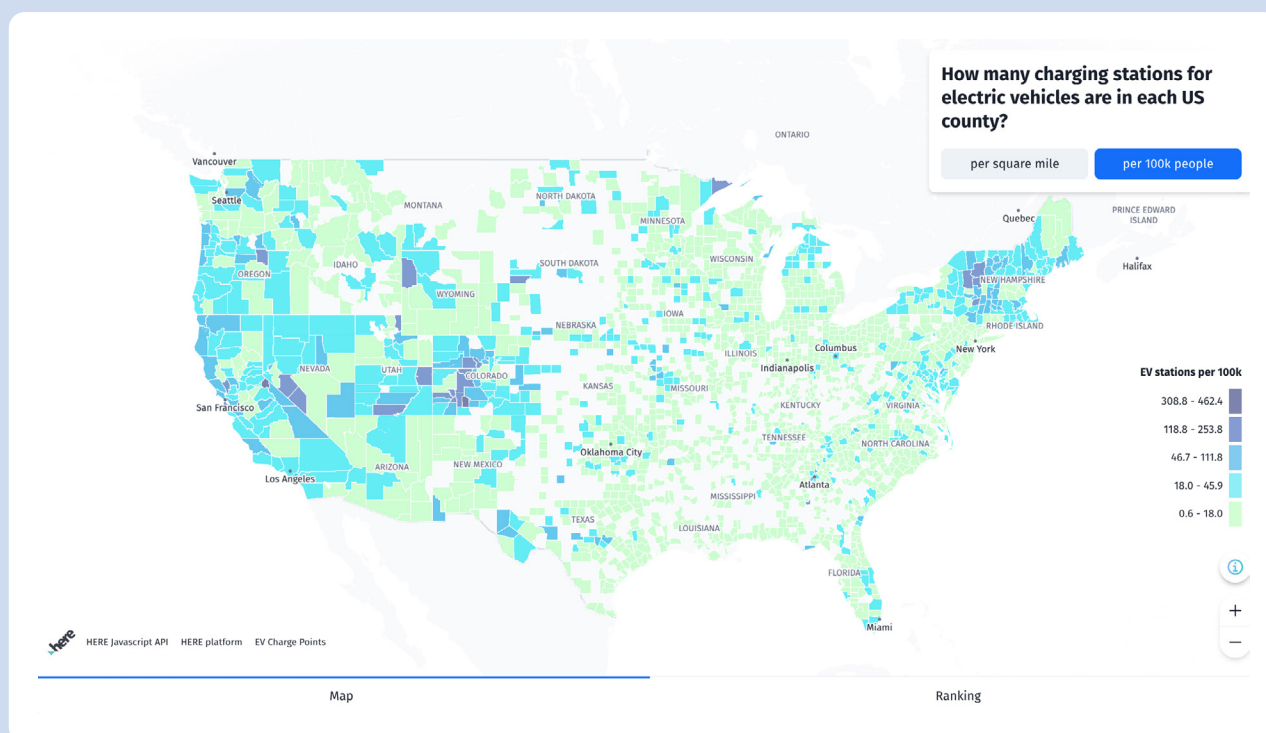 How many charging stations for
electric vehicles are in each US
county?
per square mile
per 100k people
ONTARIO
Vancouver
Seattle
MONTANA
NORTH DAKOTA
MINNESOTA
Quebec
PRINCE EDWARD
ISLAND
Halifax
OREGON
IDAHO
SOUTH DAKOTA
WISCONSIN
NEW HAMPSHIRE
WYOMING
IOWA
RHODE ISLAND
NEBRASKA
New York
NEVADA
UTAH
COLORADO
ILLINOIS
Columbus
Indianapolis
San Francisco
KANSAS
MISSOURI
KENTUCKY
VIRGINIA
TENNESSEE
NORTH CAROLINA
Los Angeles
ARIZONA
NEW MEXICO
Oklahoma City
Atlanta
MISSISSIPPI
TEXAS
LOUISIANA
FLORIDA
Miami
EV stations per 100k
308.8 - 462.4
118.8 - 253.8
46.7 - 111.8
18.0 - 45.9
0.6 - 18.0
i
+
−
here
HERE Javascript API
HERE platform
EV Charge Points
Map
Ranking